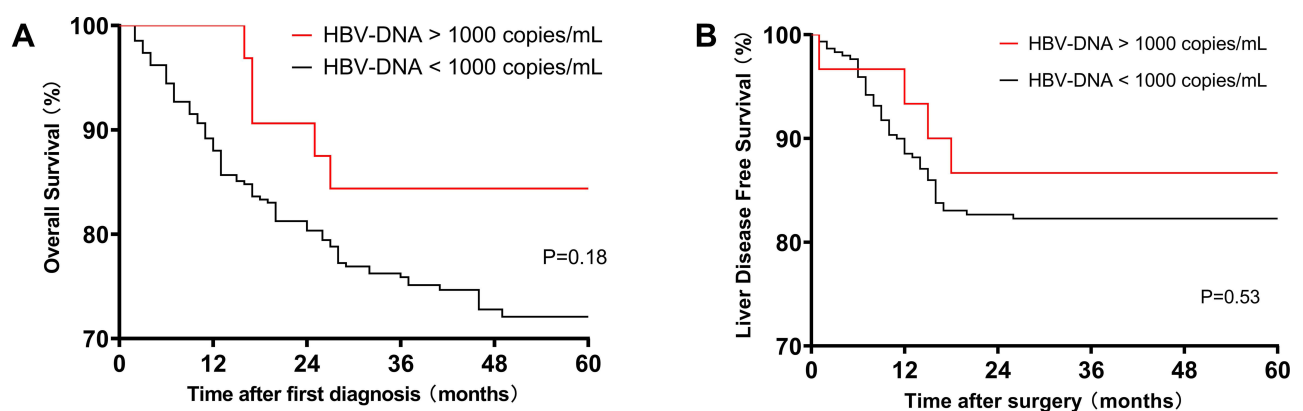 A
HBV-DNA > 1000 copies/mL
HBV-DNA < 1000 copies/mL
Overall Survival（%）
100
90
80
70
P=0.18
0 12 24 36 48 60
Time after first diagnosis（months）
B
HBV-DNA > 1000 copies/mL
HBV-DNA < 1000 copies/mL
Liver Disease Free Survival（%）
100
90
80
70
P=0.53
0 12 24 36 48 60
Time after surgery（months）